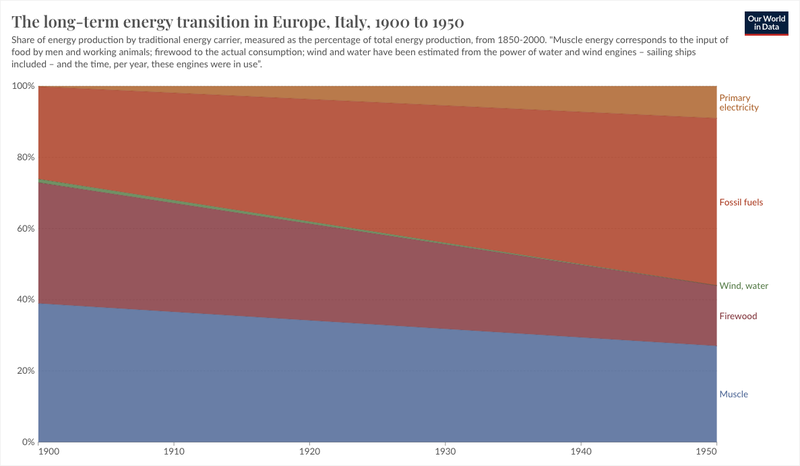 The long-term energy transition in Europe, Italy, 1900 to 1950
Our World
in Data
Share of energy production by traditional energy carrier, measured as the percentage of total energy production, from 1850-2000. "Muscle energy corresponds to the input of
food by men and working animals; firewood to the actual consumption; wind and water have been estimated from the power of water and wind engines – sailing ships
included – and the time, per year, these engines were in use".
100%
80%
60%
40%
20%
0%
Primary
electricity
Fossil fuels
Wind, water
Firewood
Muscle
1900
1910
1920
1930
1940
1950